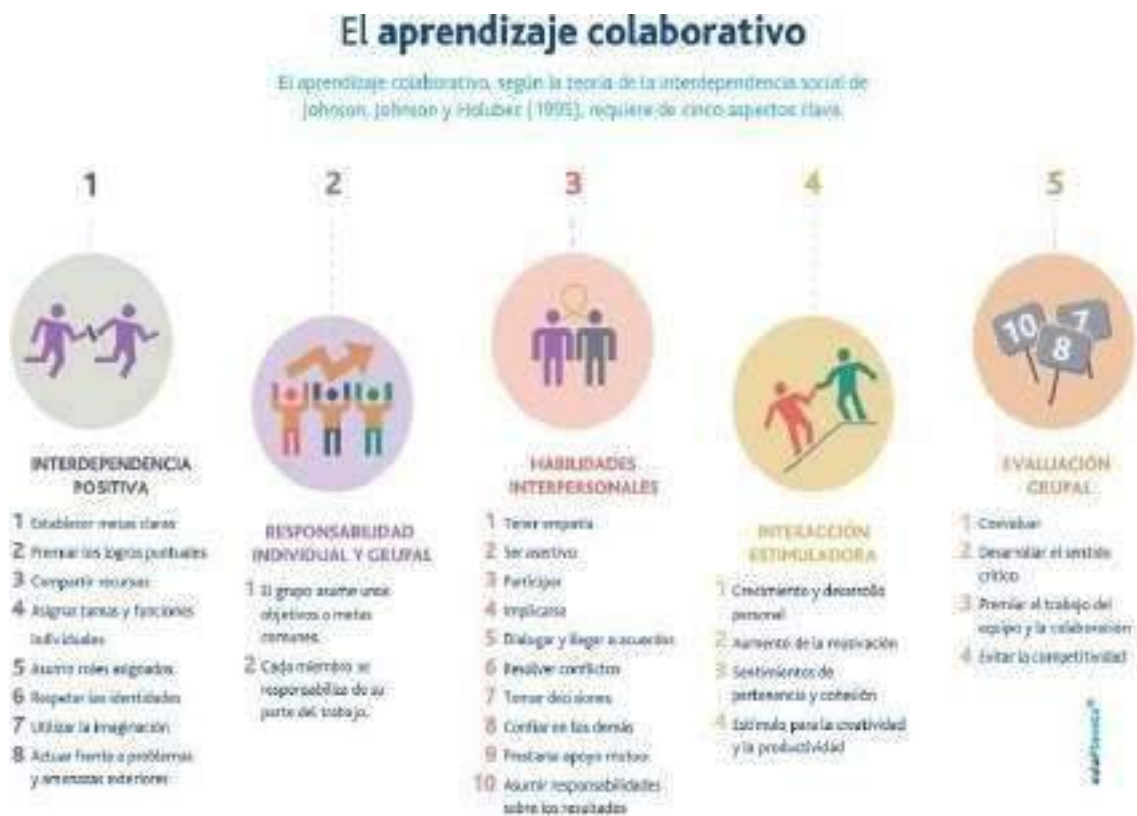 El aprendizaje colaborativo
El aprendizaje colaborativo, según la teoría de la interdependencia social de
Johnson, Johnson y Holubec (1995), requiere de cinco aspectos clave.
1
INTERDEPENDENCIA
POSITIVA
1 Establecer metas claras
2 Premiar los logros puntuales
3 Compartir recursos
4 Asignar tareas y funciones
individuales
5 Asumir roles asignados
6 Respetar las identidades
7 Utilizar la imaginación
8 Actuar frente a problemas
y amenazas exteriores
2
RESPONSABILIDAD
INDIVIDUAL Y GRUPAL
1 El grupo asume unos
objetivos o metas
comunes.
2 Cada miembro se
responsabiliza de su
parte del trabajo.
3
HABILIDADES
INTERPERSONALES
1 Tener empatía
2 Ser asertivo
3 Participar
4 Implicarse
5 Dialogar y llegar a acuerdos
6 Resolver conflictos
7 Tomar decisiones
8 Confiar en los demás
9 Prestarse apoyo mutuo
10 Asumir responsabilidades
sobre los resultados
4
INTERACCIÓN
ESTIMULADORA
1 Crecimiento y desarrollo
personal
2 Aumento de la motivación
3 Sentimientos de
pertenencia y cohesión
4 Estímulo para la creatividad
y la productividad
5
10
7
8
EVALUACIÓN
GRUPAL
1 Coevaluar
2 Desarrollar el sentido
crítico
3 Premiar el trabajo del
equipo y la colaboración
4 Evitar la competitividad
aulaPlaneta